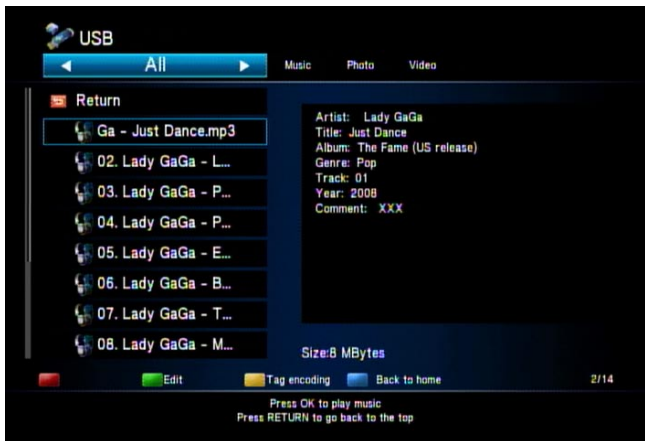 USB
All Music Photo Video
Return
Ga - Just Dance.mp3
02. Lady GaGa - L...
03. Lady GaGa - P...
04. Lady GaGa - P...
05. Lady GaGa - E...
06. Lady GaGa - B...
07. Lady GaGa - T...
08. Lady GaGa - M...
Artist: Lady GaGa
Title: Just Dance
Album: The Fame (US release)
Genre: Pop
Track: 01
Year: 2008
Comment: XXX
Size:8 MBytes
Edit Tag encoding Back to home 2/14
Press OK to play music
Press RETURN to go back to the top